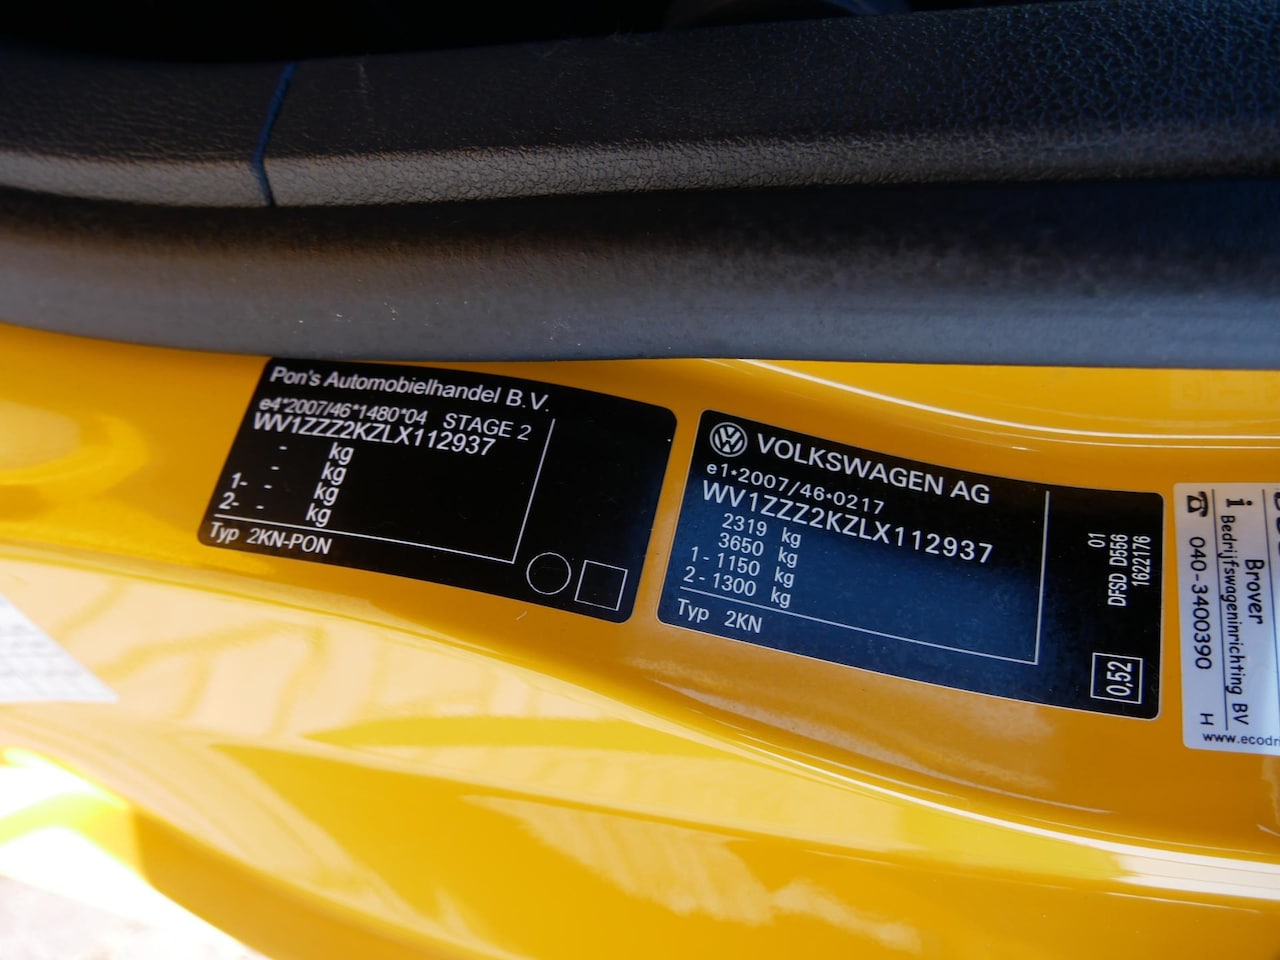 Pon's Automobielhandel B.V.
e4*2007/46*1480*04 STAGE 2
WV1ZZZ2KZLX112937
- kg
- kg
1- - kg
2- - kg
Typ 2KN-PON
VOLKSWAGEN AG
e1*2007/46*0217
WV1ZZZ2KZLX112937
2319 kg
3650 kg
1 - 1150 kg
2 - 1300 kg
Typ 2KN
01
DFSD D556
1622176
0,52
Brover
Bedrijfswageninrichting BV
i
040-3400390
H
www.ecodri